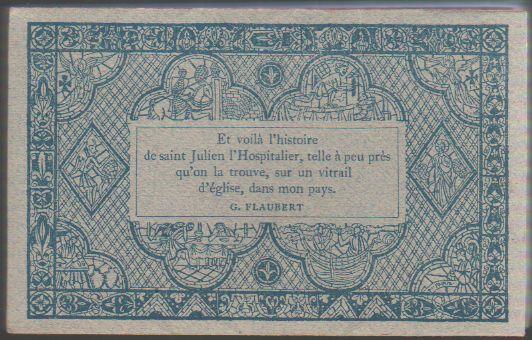 Et voilà l'histoire
de saint Julien l'Hospitalier, telle à peu près
qu'on la trouve, sur un vitrail
d'église, dans mon pays.
G. FLAUBERT